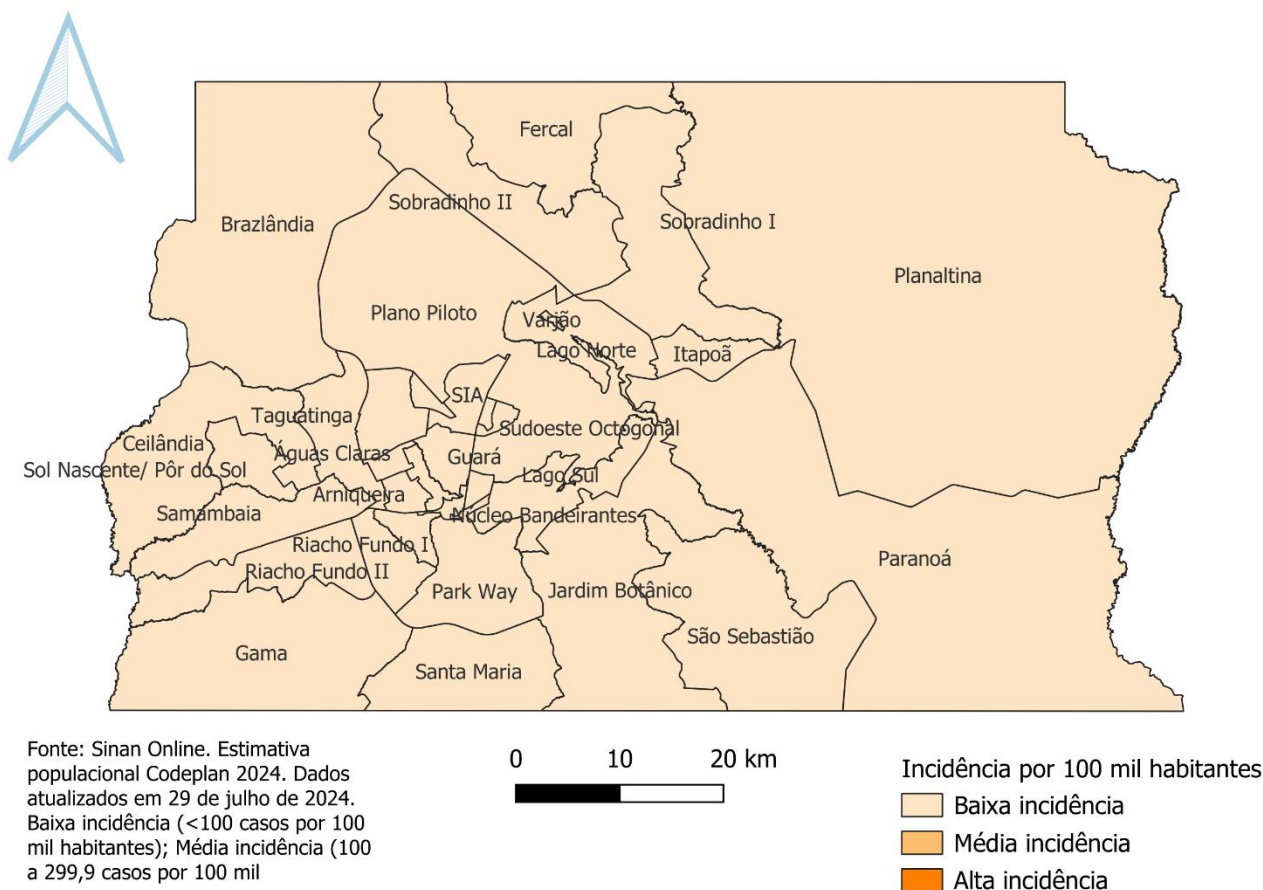 Fercal
Sobradinho II
Sobradinho I
Brazlândia
Planaltina
Plano Piloto
Varjão
Lago Norte
Itapoã
SIA
Taguatinga
Sudoeste Octogonal
Ceilândia
Águas Claras
Guará
Sol Nascente/ Pôr do Sol
Lago Sul
Arniqueira
Samambaia
Núcleo Bandeirantes
Riacho Fundo I
Paranoá
Riacho Fundo II
Park Way
Jardim Botânico
São Sebastião
Gama
Santa Maria
Fonte: Sinan Online. Estimativa
populacional Codeplan 2024. Dados
atualizados em 29 de julho de 2024.
Baixa incidência (<100 casos por 100
mil habitantes); Média incidência (100
a 299,9 casos por 100 mil
0 10 20 km
Incidência por 100 mil habitantes
Baixa incidência
Média incidência
Alta incidência